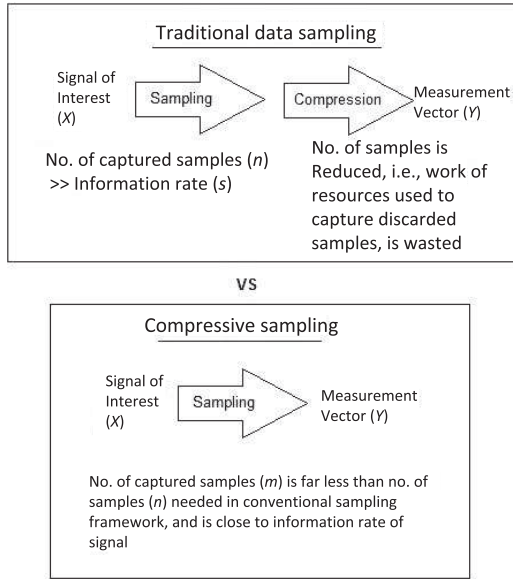 Traditional data sampling
Signal of
Interest
(X)
Sampling
Compression
Measurement
Vector (Y)
No. of captured samples (n)
>> Information rate (s)
No. of samples is
Reduced, i.e., work of
resources used to
capture discarded
samples, is wasted
vs
Compressive sampling
Signal of
Interest
(X)
Sampling
Measurement
Vector (Y)
No. of captured samples (m) is far less than no. of
samples (n) needed in conventional sampling
framework, and is close to information rate of
signal